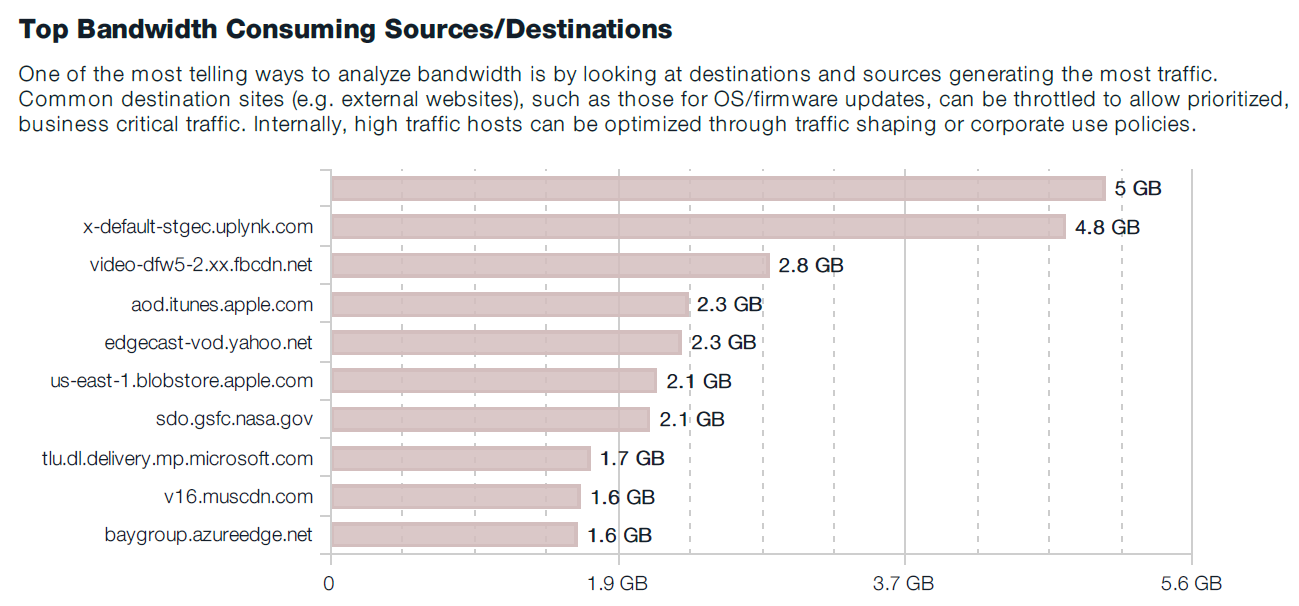 Top Bandwidth Consuming Sources/Destinations
One of the most telling ways to analyze bandwidth is by looking at destinations and sources generating the most traffic.
Common destination sites (e.g. external websites), such as those for OS/firmware updates, can be throttled to allow prioritized,
business critical traffic. Internally, high traffic hosts can be optimized through traffic shaping or corporate use policies.
5 GB
x-default-stgec.uplynk.com 4.8 GB
video-dfw5-2.xx.fbcdn.net 2.8 GB
aod.itunes.apple.com 2.3 GB
edgecast-vod.yahoo.net 2.3 GB
us-east-1.blobstore.apple.com 2.1 GB
sdo.gsfc.nasa.gov 2.1 GB
tlu.dl.delivery.mp.microsoft.com 1.7 GB
v16.muscdn.com 1.6 GB
baygroup.azureedge.net 1.6 GB
0 1.9 GB 3.7 GB 5.6 GB